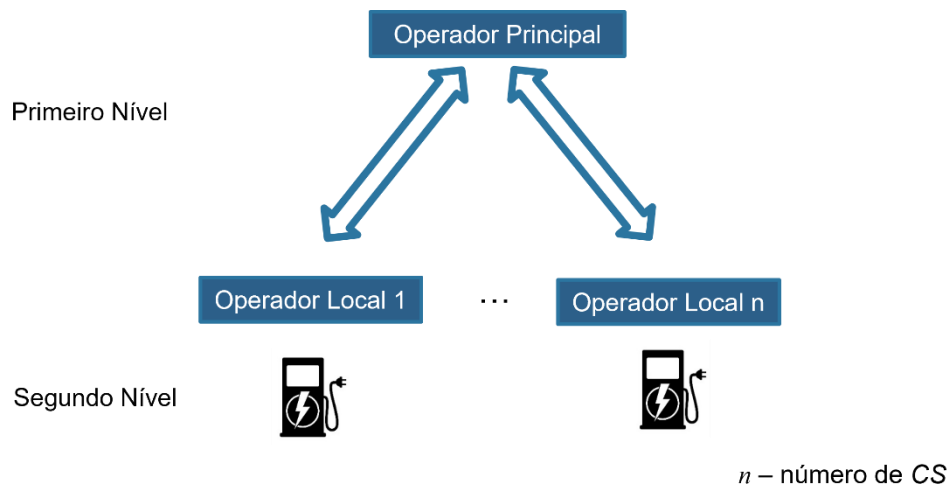 Operador Principal
Primeiro Nível
Operador Local 1
...
Operador Local n
Segundo Nível
n – número de CS